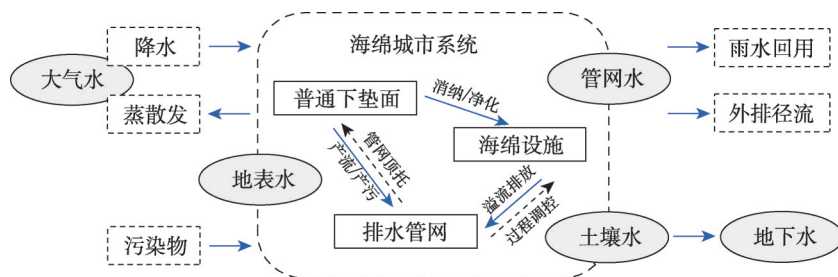 降水
海绵城市系统
雨水回用
大气水
管网水
普通下垫面
消纳/净化
蒸散发
外排径流
海绵设施
管网顶托
产流/产污
地表水
溢流排放
过程调控
排水管网
污染物
土壤水
地下水